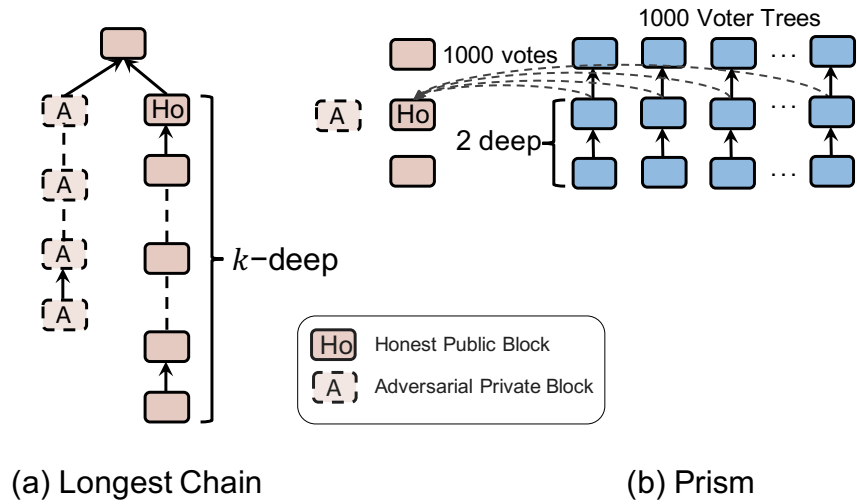 1000 Voter Trees
1000 votes
...
A
Ho
A
Ho
2 deep
...
A
...
A
k-deep
A
Ho Honest Public Block
A Adversarial Private Block
(a) Longest Chain
(b) Prism